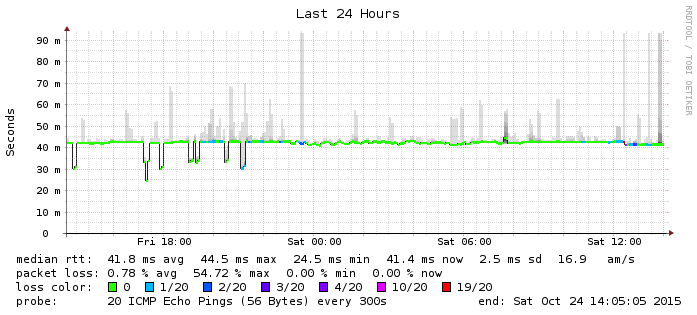 Last 24 Hours
RRDTOOL / TOBI OETIKER
Seconds
90 m
80 m
70 m
60 m
50 m
40 m
30 m
20 m
10 m
0
Fri 18:00 Sat 00:00 Sat 06:00 Sat 12:00
median rtt: 41.8 ms avg 44.5 ms max 24.5 ms min 41.4 ms now 2.5 ms sd 16.9 am/s
packet loss: 0.78 % avg 54.72 % max 0.00 % min 0.00 % now
loss color: 0 1/20 2/20 3/20 4/20 10/20 19/20
probe: 20 ICMP Echo Pings (56 Bytes) every 300s end: Sat Oct 24 14:05:05 2015